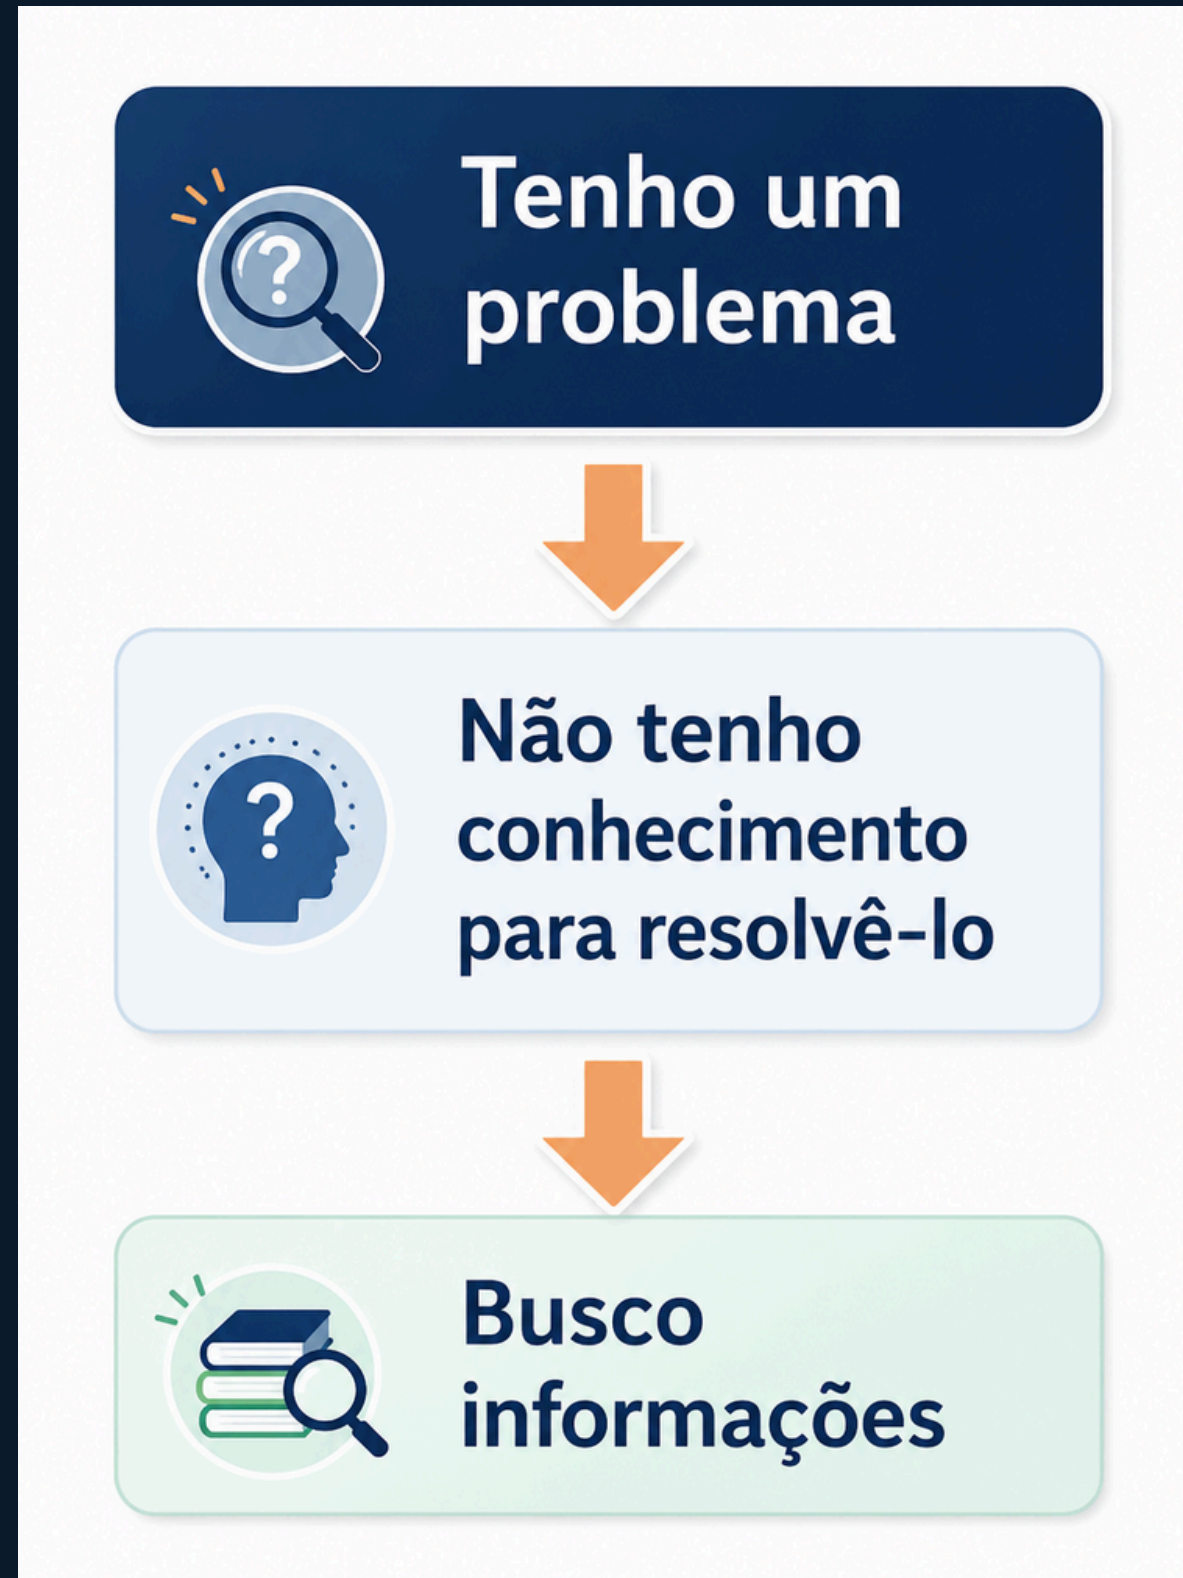 ?
Tenho um
problema
?
Não tenho
conhecimento
para resolvê-lo
Busco
informações